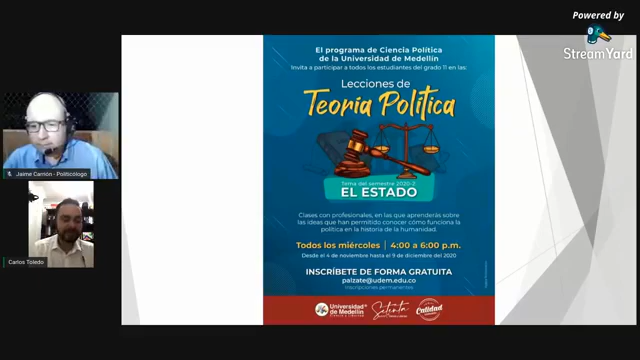 Powered by
StreamYard
El programa de Ciencia Política
de la Universidad de Medellín
Invita a participar a todos los estudiantes del grado 11 en las:
Lecciones de
Teoría Política
Tema del semestre 2020-2:
EL ESTADO
Clases con profesionales, en las que aprenderás sobre
las ideas que han permitido conocer cómo funciona la
política en la historia de la humanidad.
Todos los miércoles | 4:00 a 6:00 p.m.
Desde el 4 de noviembre hasta el 9 de diciembre del 2020
INSCRÍBETE DE FORMA GRATUITA
palzate@udem.edu.co
Inscripciones permanentes
Universidad
de Medellín
Ciencia y Libertad
Setenta
Calidad
Jaime Carrión - Politicólogo
Carlos Toledo